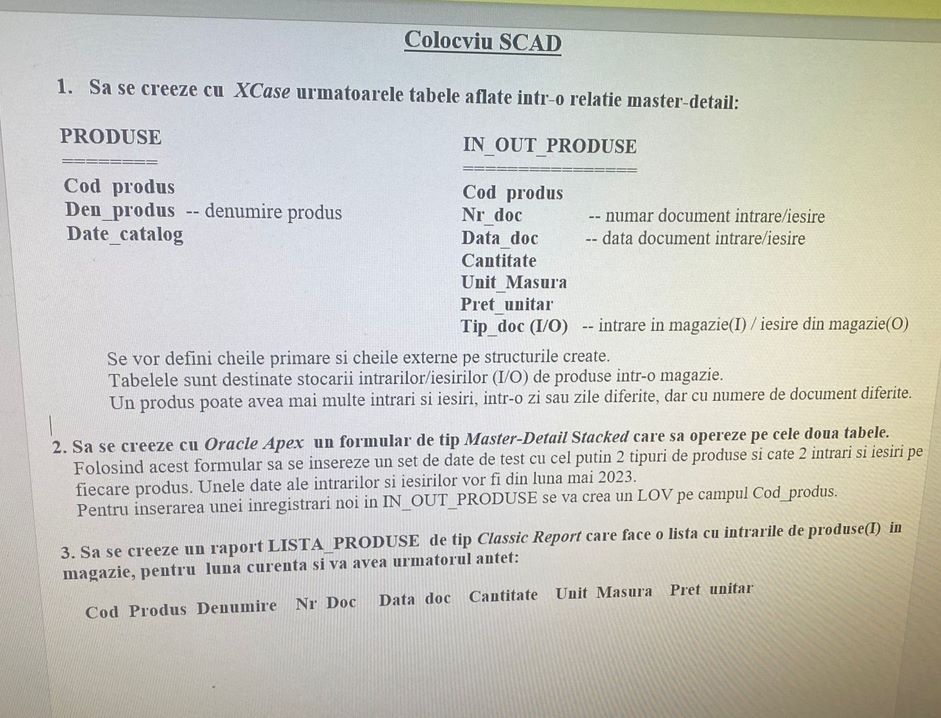 Colocviu SCAD
1. Sa se creeze cu XCase urmatoarele tabele aflate intr-o relatie master-detail:
PRODUSE
========
Cod produs
Den_produs -- denumire produs
Date_catalog
IN_OUT_PRODUSE
================
Cod produs
Nr_doc -- numar document intrare/iesire
Data_doc -- data document intrare/iesire
Cantitate
Unit_Masura
Pret_unitar
Tip_doc (I/O) -- intrare in magazie(I) / iesire din magazie(O)
Se vor defini cheile primare si cheile externe pe structurile create.
Tabelele sunt destinate stocarii intrarilor/iesirilor (I/O) de produse intr-o magazie.
Un produs poate avea mai multe intrari si iesiri, intr-o zi sau zile diferite, dar cu numere de document diferite.
2. Sa se creeze cu Oracle Apex un formular de tip Master-Detail Stacked care sa opereze pe cele doua tabele.
Folosind acest formular sa se insereze un set de date de test cu cel putin 2 tipuri de produse si cate 2 intrari si iesiri pe
fiecare produs. Unele date ale intrarilor si iesirilor vor fi din luna mai 2023.
Pentru inserarea unei inregistrari noi in IN_OUT_PRODUSE se va crea un LOV pe campul Cod_produs.
3. Sa se creeze un raport LISTA_PRODUSE de tip Classic Report care face o lista cu intrarile de produse(I) in
magazie, pentru luna curenta si va avea urmatorul antet:
Cod Produs Denumire Nr Doc Data doc Cantitate Unit Masura Pret unitar